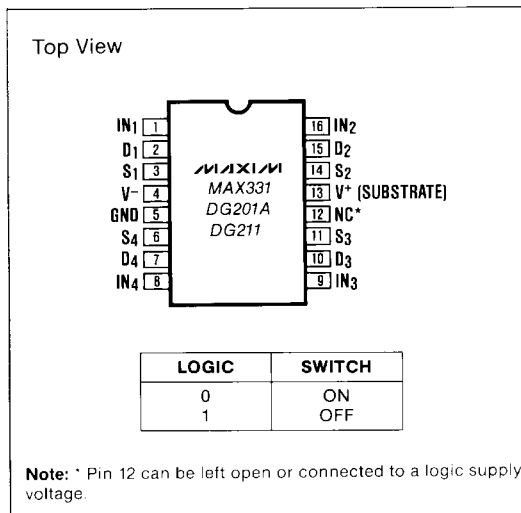 Top View
IN1 1 16 IN2
D1 2 15 D2
S1 3 14 S2
V− 4 13 V+ (SUBSTRATE)
GND 5 12 NC*
S4 6 11 S3
D4 7 10 D3
IN4 8 9 IN3
MAXIM
MAX331
DG201A
DG211
LOGIC SWITCH
0 ON
1 OFF
Note: * Pin 12 can be left open or connected to a logic supply
voltage.